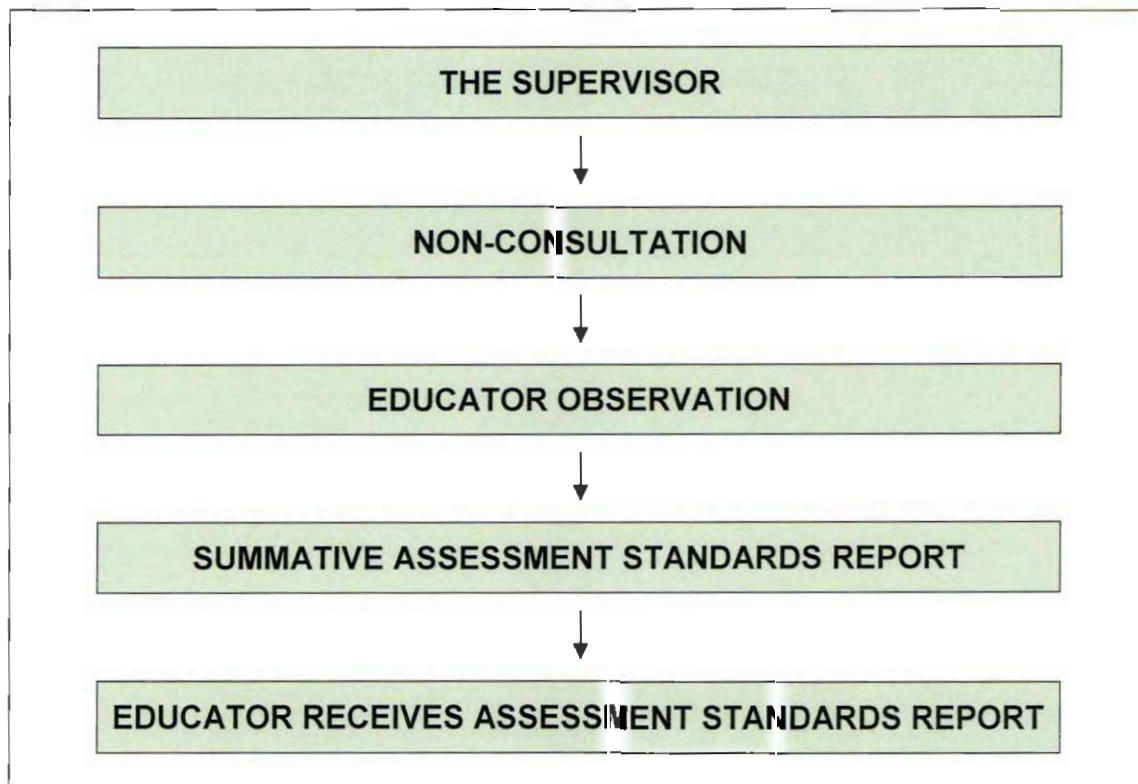 THE SUPERVISOR
NON-CONSULTATION
EDUCATOR OBSERVATION
SUMMATIVE ASSESSMENT STANDARDS REPORT
EDUCATOR RECEIVES ASSESSMENT STANDARDS REPORT